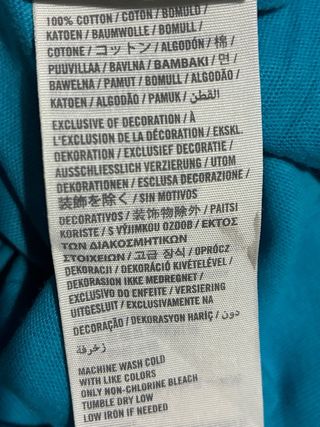 100% COTTON / COTON / BOMULD /
KATOEN / BAUMWOLLE / BOMULL /
COTONE / コットン / ALGODÓN / 棉 /
PUUVILLAA / BAVLNA / ΒΑΜΒΑΚΙ / 면 /
BAWEŁNA / PAMUT / BOMULL / ALGODÃO /
KATOEN / ALGODÃO / PAMUK / القطن /
EXCLUSIVE OF DECORATION / À
L'EXCLUSION DE LA DÉCORATION / EKSKL.
DEKORATION / EXKLUSIEF DECORATIE /
AUSSCHLIESSLICH VERZIERUNG / UTOM
DEKORATIONEN / ESCLUSA DECORAZIONE /
装飾を除く / SIN MOTIVOS
DECORATIVOS / 装饰物除外 / PAITSI
KORISTE / S VÝJIMKOU OZDOB / ΕΚΤΟΣ
ΤΩΝ ΔΙΑΚΟΣΜΗΤΙΚΩΝ
ΣΤΟΙΧΕΙΩΝ / 고급 장식 / OPRÓCZ
DEKORACJI / DEKORÁCIÓ KIVÉTELÉVEL /
DEKORASJON IKKE MEDREGNET /
EXCLUSIVO DO ENFEITE / VERSIERING
UITGESLUIT / EXCLUSIVAMENTE NA
DECORAÇÃO / DEKORASYON HARİÇ / دون
زخرفة
MACHINE WASH COLD
WITH LIKE COLORS
ONLY NON-CHLORINE BLEACH
TUMBLE DRY LOW
LOW IRON IF NEEDED